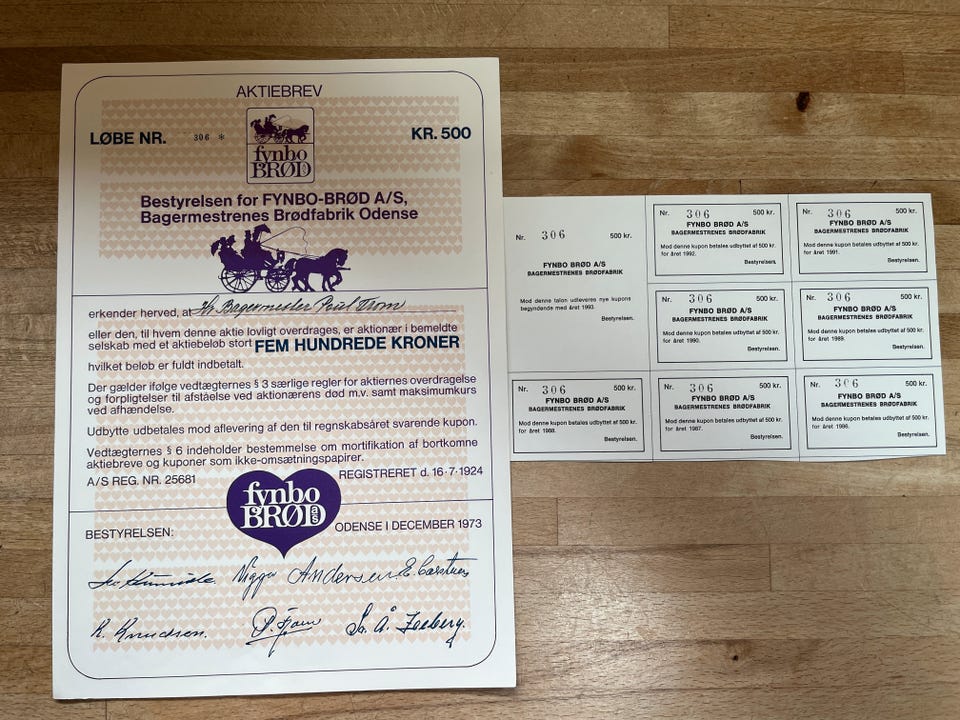 AKTIEBREV
LØBE NR. 306 *
KR. 500
fynbo
BRØD
Bestyrelsen for FYNBO-BRØD A/S,
Bagermestrenes Brødfabrik Odense
erkender herved, at Hr. Bagermester Poul
eller den, til hvem denne aktie lovligt overdrages, er aktionær i bemeldte
selskab med et aktiebeløb stort FEM HUNDREDE KRONER
hvilket beløb er fuldt indbetalt.
Der gælder ifølge vedtægternes § 3 særlige regler for aktiernes overdragelse
og forpligtelser til afståelse ved aktionærens død m.v. samt maksimumkurs
ved afhændelse.
Udbytte udbetales mod aflevering af den til regnskabsåret svarende kupon.
Vedtægternes § 6 indeholder bestemmelse om mortifikation af bortkomne
aktiebreve og kuponer som ikke-omsætningspapirer.
A/S REG. NR. 25681
REGISTRERET d. 16·7·1924
fynbo
BRØD as
BESTYRELSEN:
ODENSE I DECEMBER 1973
Viggo Andersen E. Carstens
K. Knudsen.
Nr. 306 500 kr.
FYNBO BRØD A/S
BAGERMESTRENES BRØDFABRIK
Mod denne talon udleveres nye kupons
begyndende med året 1993.
Bestyrelsen.
Nr. 306 500 kr.
FYNBO BRØD A/S
BAGERMESTRENES BRØDFABRIK
Mod denne kupon betales udbyttet af 500 kr.
for året 1992.
Bestyrelsen.
Nr. 306 500 kr.
FYNBO BRØD A/S
BAGERMESTRENES BRØDFABRIK
Mod denne kupon betales udbyttet af 500 kr.
for året 1991.
Bestyrelsen.
Nr. 306 500 kr.
FYNBO BRØD A/S
BAGERMESTRENES BRØDFABRIK
Mod denne kupon betales udbyttet af 500 kr.
for året 1990.
Bestyrelsen.
Nr. 306 500 kr.
FYNBO BRØD A/S
BAGERMESTRENES BRØDFABRIK
Mod denne kupon betales udbyttet af 500 kr.
for året 1989.
Bestyrelsen.
Nr. 306 500 kr.
FYNBO BRØD A/S
BAGERMESTRENES BRØDFABRIK
Mod denne kupon betales udbyttet af 500 kr.
for året 1988.
Bestyrelsen.
Nr. 306 500 kr.
FYNBO BRØD A/S
BAGERMESTRENES BRØDFABRIK
Mod denne kupon betales udbyttet af 500 kr.
for året 1987.
Bestyrelsen.
Nr. 306 500 kr.
FYNBO BRØD A/S
BAGERMESTRENES BRØDFABRIK
Mod denne kupon betales udbyttet af 500 kr.
for året 1986.
Bestyrelsen.